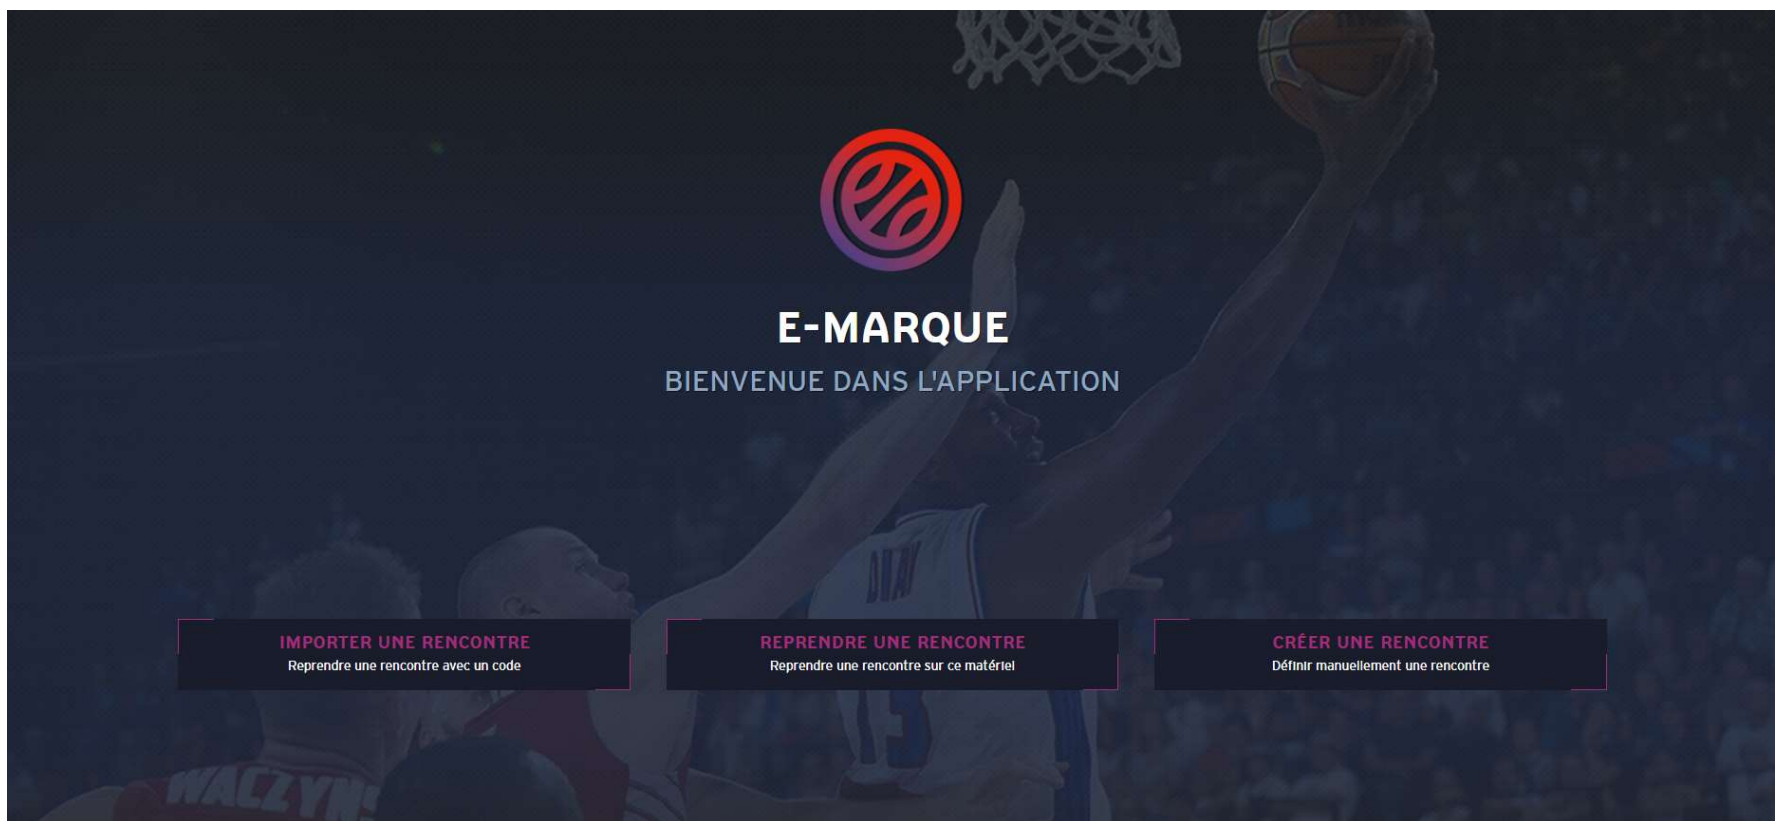 E-MARQUE
BIENVENUE DANS L'APPLICATION
IMPORTER UNE RENCONTRE
Reprendre une rencontre avec un code
REPRENDRE UNE RENCONTRE
Reprendre une rencontre sur ce matériel
CRÉER UNE RENCONTRE
Définir manuellement une rencontre